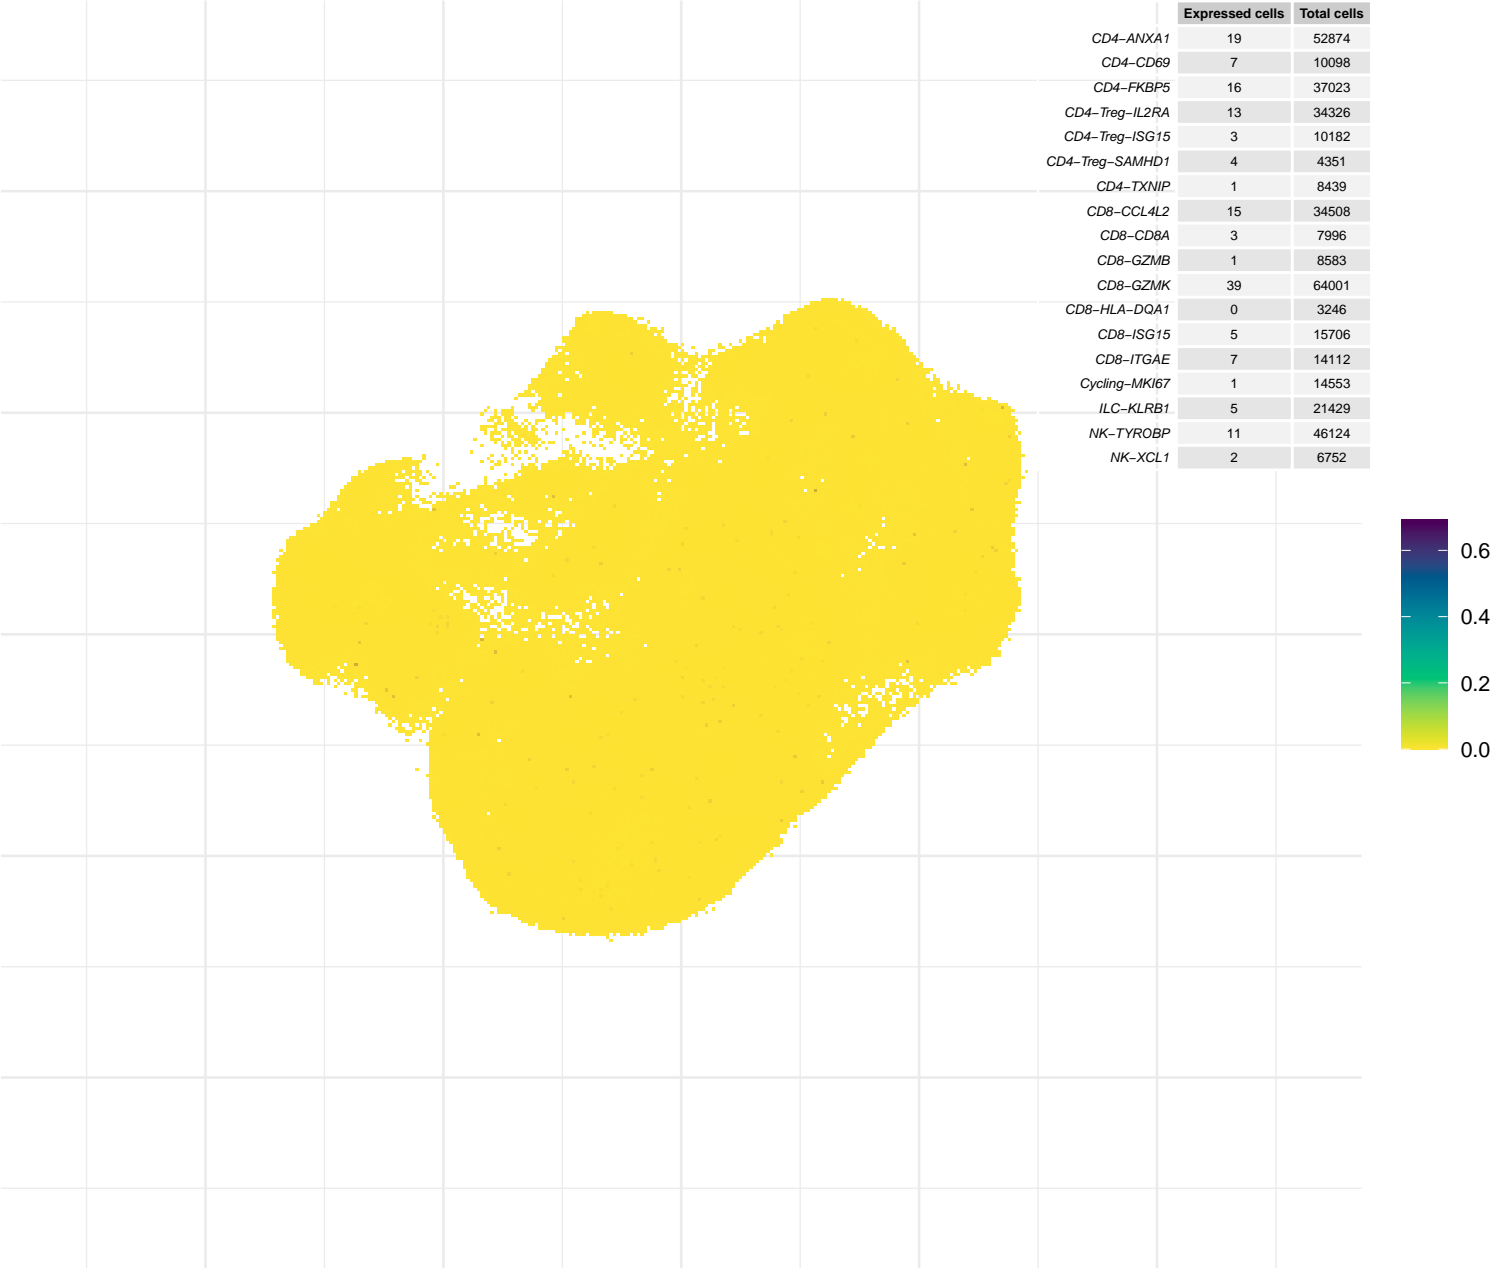 Expressed cells Total cells
CD4−ANXA1 19 52874
CD4−CD69 7 10098
CD4−FKBP5 16 37023
CD4−Treg−IL2RA 13 34326
CD4−Treg−ISG15 3 10182
CD4−Treg−SAMHD1 4 4351
CD4−TXNIP 1 8439
CD8−CCL4L2 15 34508
CD8−CD8A 3 7996
CD8−GZMB 1 8583
CD8−GZMK 39 64001
CD8−HLA−DQA1 0 3246
CD8−ISG15 5 15706
CD8−ITGAE 7 14112
Cycling−MKI67 1 14553
ILC−KLRB1 5 21429
NK−TYROBP 11 46124
NK−XCL1 2 6752
0.6
0.4
0.2
0.0